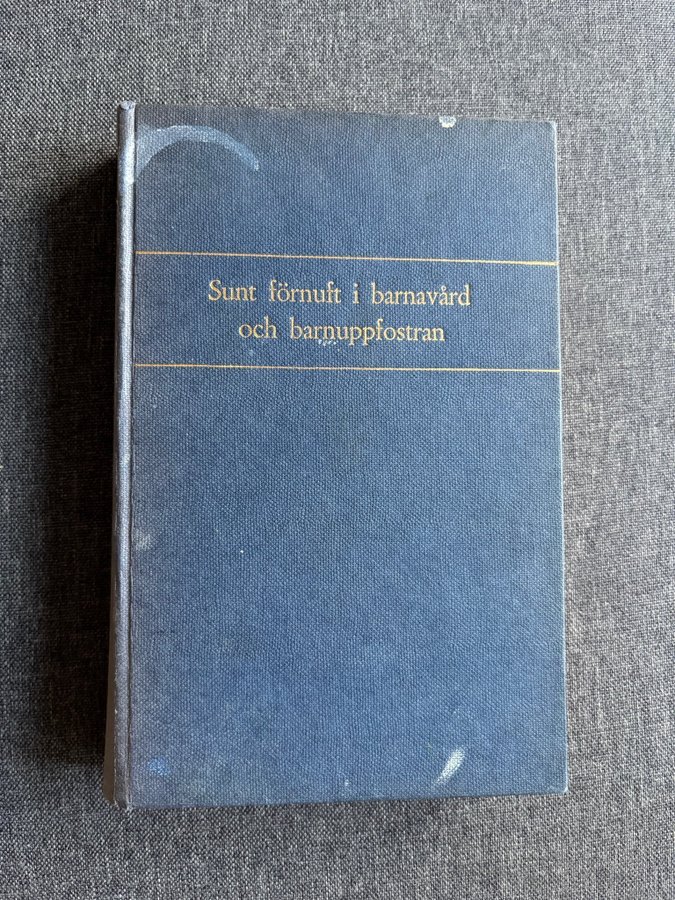 Sunt förnuft i barnavård
och barnuppfostran